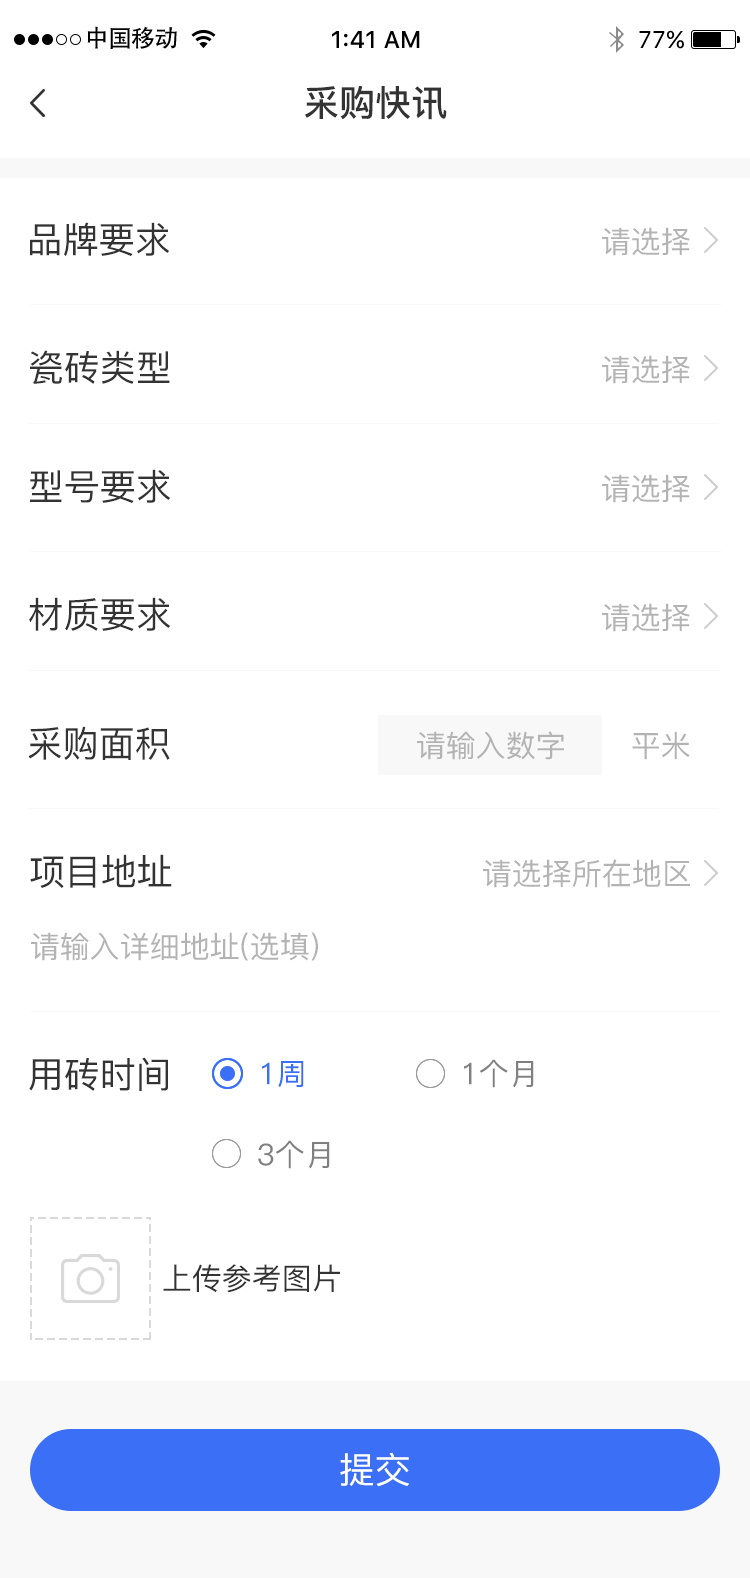 中国移动 1:41 AM 77%
采购快讯
品牌要求 请选择
瓷砖类型 请选择
型号要求 请选择
材质要求 请选择
采购面积 请输入数字 平米
项目地址 请选择所在地区
请输入详细地址(选填)
用砖时间 1周 1个月
3个月
上传参考图片
提交